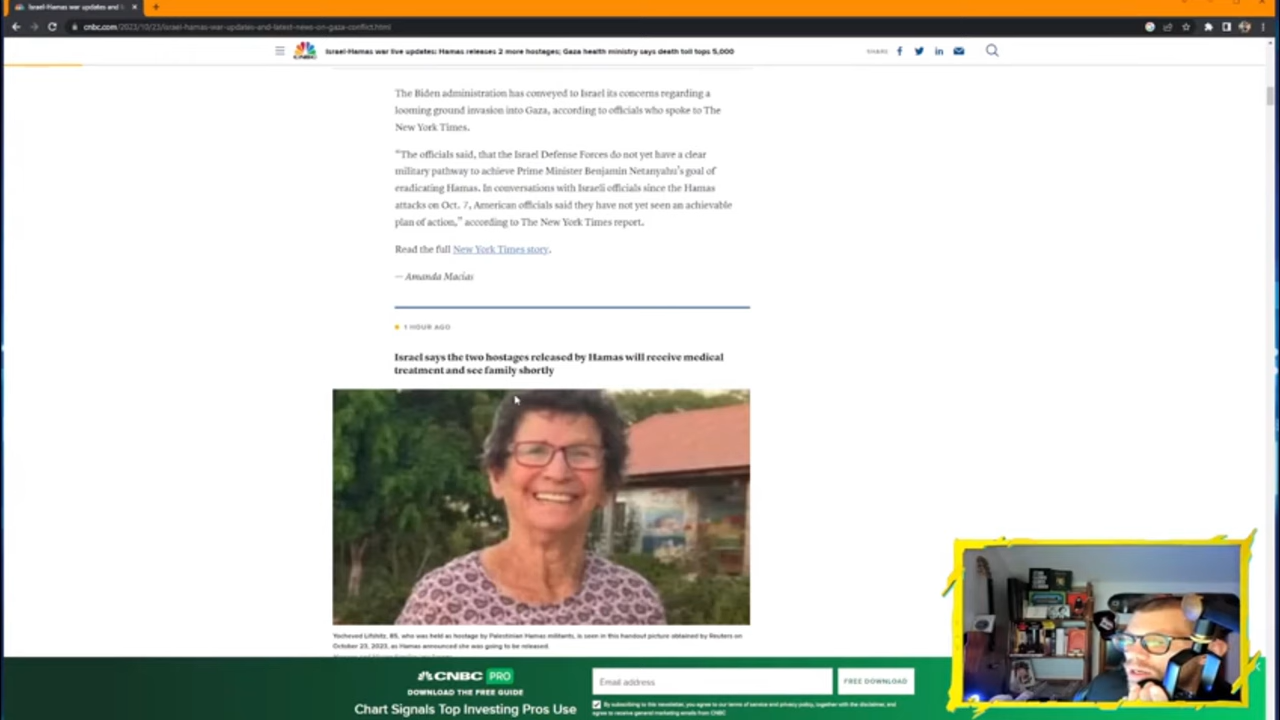 Israel-Hamas war updates and l
cnbc.com/2023/10/23/israel-hamas-war-updates-and-latest-news-on-gaza-conflict.html
CNBC
Israel-Hamas war live updates: Hamas releases 2 more hostages; Gaza health ministry says death toll tops 5,000
SHARE
The Biden administration has conveyed to Israel its concerns regarding a
looming ground invasion into Gaza, according to officials who spoke to The
New York Times.
“The officials said, that the Israel Defense Forces do not yet have a clear
military pathway to achieve Prime Minister Benjamin Netanyahu’s goal of
eradicating Hamas. In conversations with Israeli officials since the Hamas
attacks on Oct. 7, American officials said they have not yet seen an achievable
plan of action,” according to The New York Times report.
Read the full New York Times story.
— Amanda Macias
1 HOUR AGO
Israel says the two hostages released by Hamas will receive medical
treatment and see family shortly
Yocheved Lifshitz, 85, who was held as hostage by Palestinian Hamas militants, is seen in this handout picture obtained by Reuters on
October 23, 2023, as Hamas announced she was going to be released.
CNBC PRO
DOWNLOAD THE FREE GUIDE
Chart Signals Top Investing Pros Use
Email address
FREE DOWNLOAD
By subscribing to this newsletter, you agree to our terms of service and privacy policy, together with the disclaimer, and
agree to receive general marketing emails from CNBC